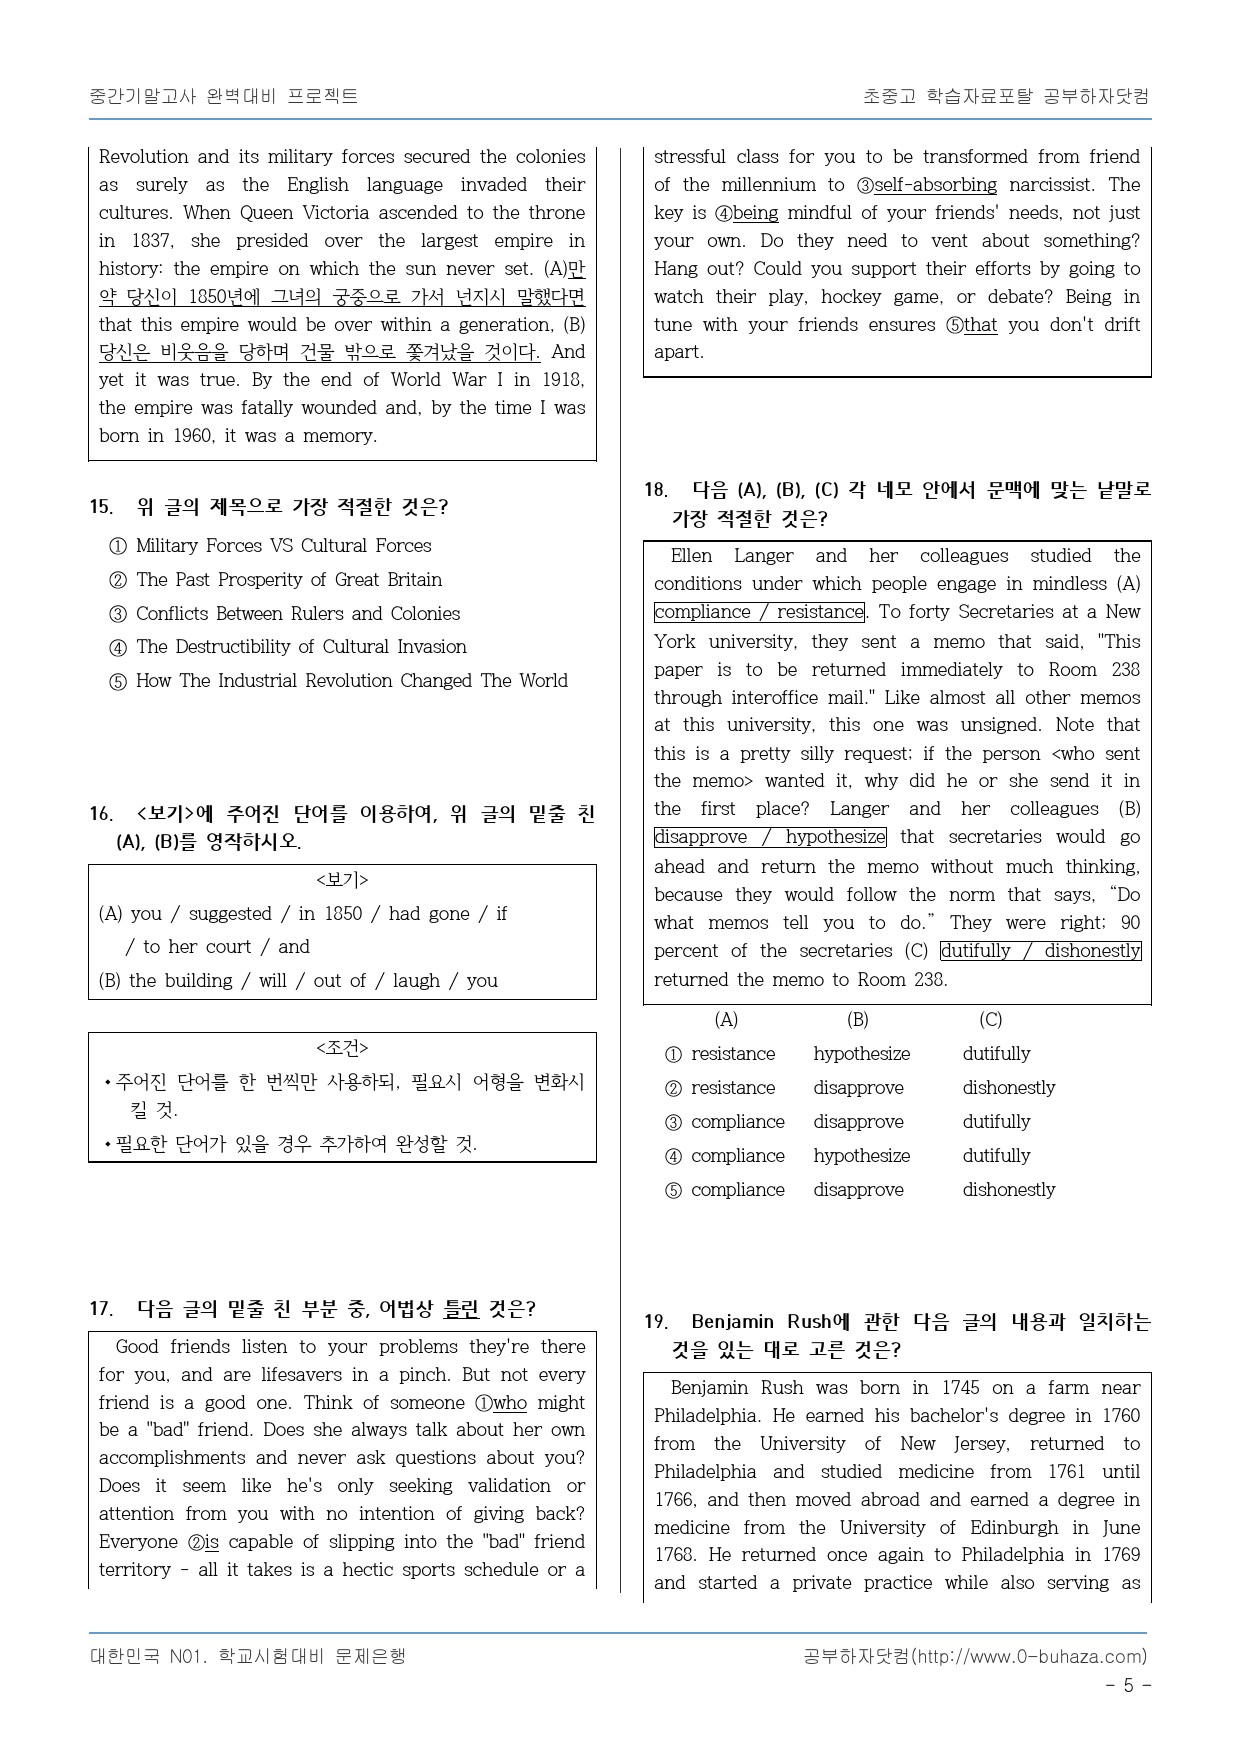 중간기말고사 완벽대비 프로젝트
초중고 학습자료포탈 공부하자닷컴
Revolution and its military forces secured the colonies
as surely as the English language invaded their
cultures. When Queen Victoria ascended to the throne
in 1837, she presided over the largest empire in
history: the empire on which the sun never set. (A)만
약 당신이 1850년에 그녀의 궁중으로 가서 넌지시 말했다면
that this empire would be over within a generation, (B)
당신은 비웃음을 당하며 건물 밖으로 쫓겨났을 것이다. And
yet it was true. By the end of World War I in 1918,
the empire was fatally wounded and, by the time I was
born in 1960, it was a memory.
15. 위 글의 제목으로 가장 적절한 것은?
① Military Forces VS Cultural Forces
② The Past Prosperity of Great Britain
③ Conflicts Between Rulers and Colonies
④ The Destructibility of Cultural Invasion
⑤ How The Industrial Revolution Changed The World
16. <보기>에 주어진 단어를 이용하여, 위 글의 밑줄 친
(A), (B)를 영작하시오.
<보기>
(A) you / suggested / in 1850 / had gone / if
/ to her court / and
(B) the building / will / out of / laugh / you
<조건>
•주어진 단어를 한 번씩만 사용하되, 필요시 어형을 변화시
킬 것.
•필요한 단어가 있을 경우 추가하여 완성할 것.
17. 다음 글의 밑줄 친 부분 중, 어법상 틀린 것은?
Good friends listen to your problems they're there
for you, and are lifesavers in a pinch. But not every
friend is a good one. Think of someone ①who might
be a "bad" friend. Does she always talk about her own
accomplishments and never ask questions about you?
Does it seem like he's only seeking validation or
attention from you with no intention of giving back?
Everyone ②is capable of slipping into the "bad" friend
territory - all it takes is a hectic sports schedule or a
stressful class for you to be transformed from friend
of the millennium to ③self-absorbing narcissist. The
key is ④being mindful of your friends' needs, not just
your own. Do they need to vent about something?
Hang out? Could you support their efforts by going to
watch their play, hockey game, or debate? Being in
tune with your friends ensures ⑤that you don't drift
apart.
18. 다음 (A), (B), (C) 각 네모 안에서 문맥에 맞는 낱말로
가장 적절한 것은?
Ellen Langer and her colleagues studied the
conditions under which people engage in mindless (A)
compliance / resistance. To forty Secretaries at a New
York university, they sent a memo that said, "This
paper is to be returned immediately to Room 238
through interoffice mail." Like almost all other memos
at this university, this one was unsigned. Note that
this is a pretty silly request; if the person <who sent
the memo> wanted it, why did he or she send it in
the first place? Langer and her colleagues (B)
disapprove / hypothesize that secretaries would go
ahead and return the memo without much thinking,
because they would follow the norm that says, “Do
what memos tell you to do.” They were right; 90
percent of the secretaries (C) dutifully / dishonestly
returned the memo to Room 238.
(A) (B) (C)
① resistance hypothesize dutifully
② resistance disapprove dishonestly
③ compliance disapprove dutifully
④ compliance hypothesize dutifully
⑤ compliance disapprove dishonestly
19. Benjamin Rush에 관한 다음 글의 내용과 일치하는
것을 있는 대로 고른 것은?
Benjamin Rush was born in 1745 on a farm near
Philadelphia. He earned his bachelor's degree in 1760
from the University of New Jersey, returned to
Philadelphia and studied medicine from 1761 until
1766, and then moved abroad and earned a degree in
medicine from the University of Edinburgh in June
1768. He returned once again to Philadelphia in 1769
and started a private practice while also serving as
대한민국 N01. 학교시험대비 문제은행
공부하자닷컴(http://www.0-buhaza.com)
- 5 -